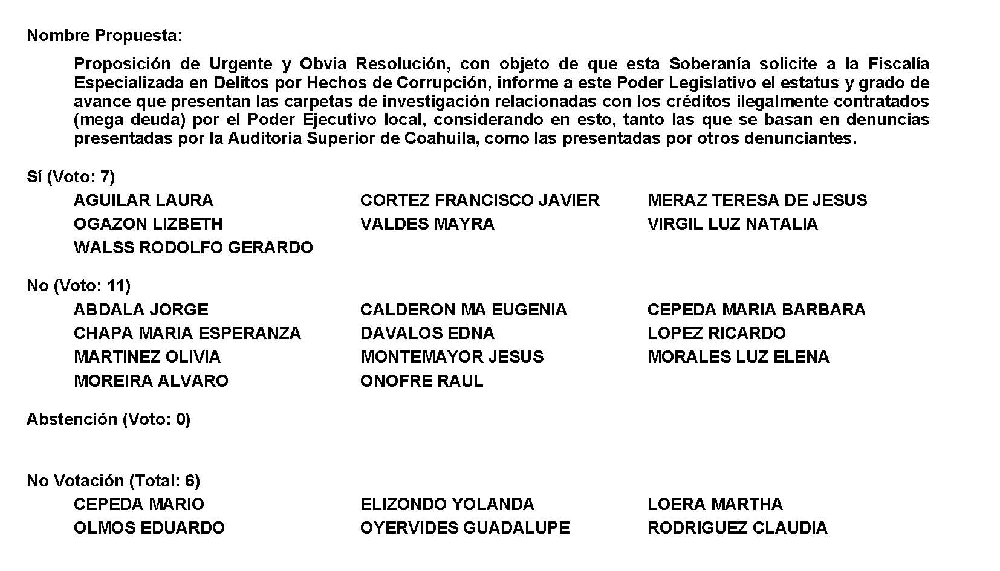 Nombre Propuesta:
Proposición de Urgente y Obvia Resolución, con objeto de que esta Soberanía solicite a la Fiscalía
Especializada en Delitos por Hechos de Corrupción, informe a este Poder Legislativo el estatus y grado de
avance que presentan las carpetas de investigación relacionadas con los créditos ilegalmente contratados
(mega deuda) por el Poder Ejecutivo local, considerando en esto, tanto las que se basan en denuncias
presentadas por la Auditoría Superior de Coahuila, como las presentadas por otros denunciantes.
Sí (Voto: 7)
AGUILAR LAURA CORTEZ FRANCISCO JAVIER MERAZ TERESA DE JESUS
OGAZON LIZBETH VALDES MAYRA VIRGIL LUZ NATALIA
WALSS RODOLFO GERARDO
No (Voto: 11)
ABDALA JORGE CALDERON MA EUGENIA CEPEDA MARIA BARBARA
CHAPA MARIA ESPERANZA DAVALOS EDNA LOPEZ RICARDO
MARTINEZ OLIVIA MONTEMAYOR JESUS MORALES LUZ ELENA
MOREIRA ALVARO ONOFRE RAUL
Abstención (Voto: 0)
No Votación (Total: 6)
CEPEDA MARIO ELIZONDO YOLANDA LOERA MARTHA
OLMOS EDUARDO OYERVIDES GUADALUPE RODRIGUEZ CLAUDIA